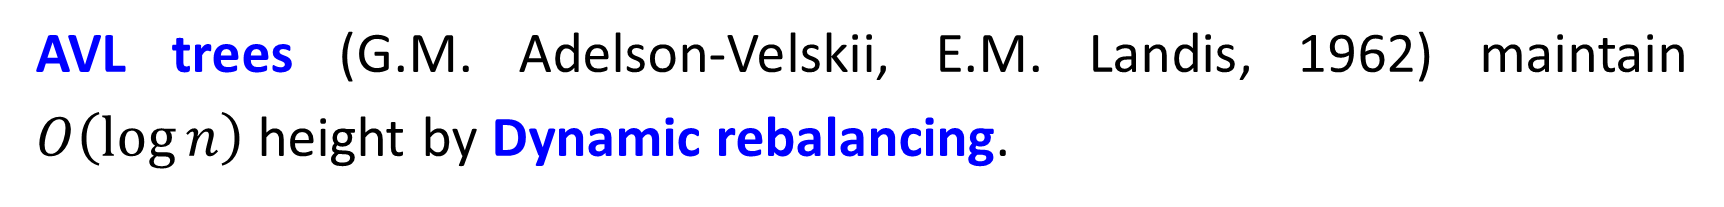 AVL trees (G.M. Adelson-Velskii, E.M. Landis, 1962) maintain
O(log n) height by Dynamic rebalancing.